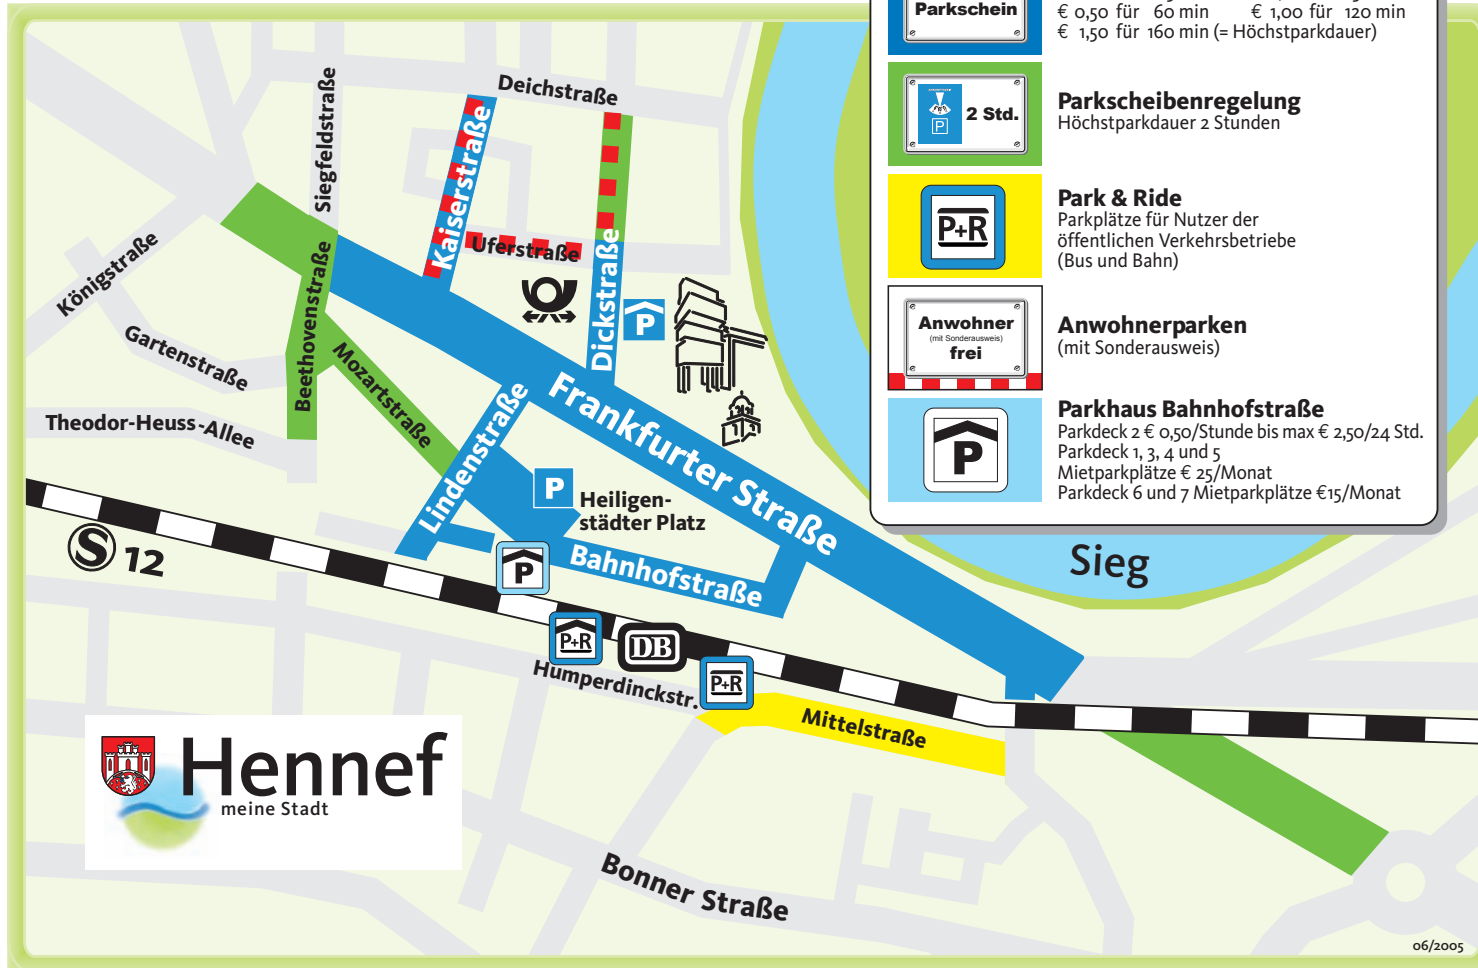 Parkschein
€ 0,50 für 60 min € 1,00 für 120 min
€ 1,50 für 160 min (= Höchstparkdauer)
P
2 Std.
Parkscheibenregelung
Höchstparkdauer 2 Stunden
P+R
Park & Ride
Parkplätze für Nutzer der
öffentlichen Verkehrsbetriebe
(Bus und Bahn)
Anwohner
(mit Sonderausweis)
frei
Anwohnerparken
(mit Sonderausweis)
P
Parkhaus Bahnhofstraße
Parkdeck 2 € 0,50/Stunde bis max € 2,50/24 Std.
Parkdeck 1, 3, 4 und 5
Mietparkplätze € 25/Monat
Parkdeck 6 und 7 Mietparkplätze €15/Monat
Deichstraße
Siegfeldstraße
Kaiserstraße
Uferstraße
Dickstraße
P
Königstraße
Gartenstraße
Beethovenstraße
Mozartstraße
Theodor-Heuss-Allee
Lindenstraße
Frankfurter Straße
P
Heiligen-
städter Platz
Bahnhofstraße
P
S 12
P+R
DB
P+R
Humperdinckstr.
Mittelstraße
Sieg
Hennef
meine Stadt
Bonner Straße
06/2005